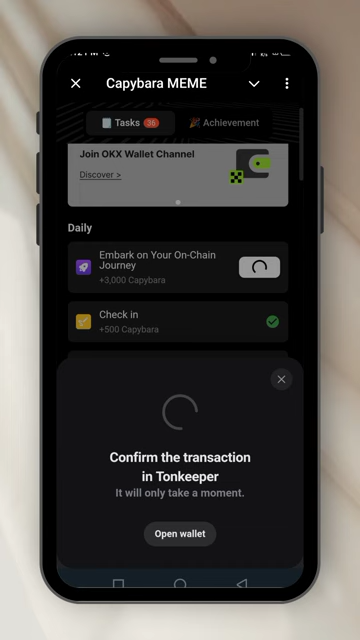 Capybara MEME
Tasks 36
Achievement
Join OKX Wallet Channel
Discover >
Daily
Embark on Your On-Chain
Journey
+3,000 Capybara
Check in
+500 Capybara
Confirm the transaction
in Tonkeeper
It will only take a moment.
Open wallet